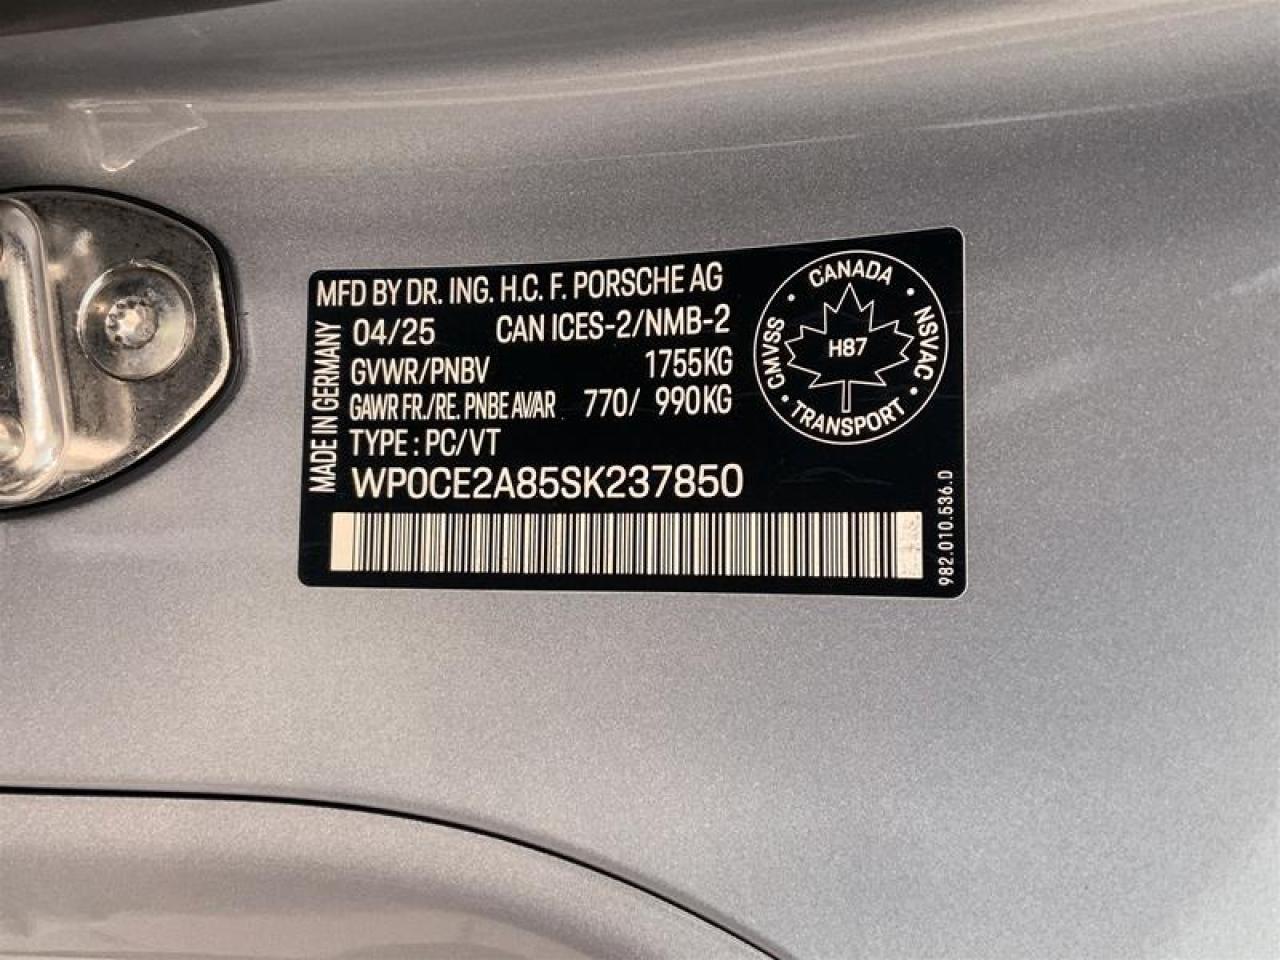 MFD BY DR. ING. H.C. F. PORSCHE AG
04/25 CAN ICES-2/NMB-2
GVWR/PNBV 1755KG
GAWR FR./RE. PNBE AV/AR 770/ 990KG
TYPE : PC/VT
WP0CE2A85SK237850
MADE IN GERMANY
CANADA
CMVSS
H87
NSVAC
TRANSPORT
982.010.536.D